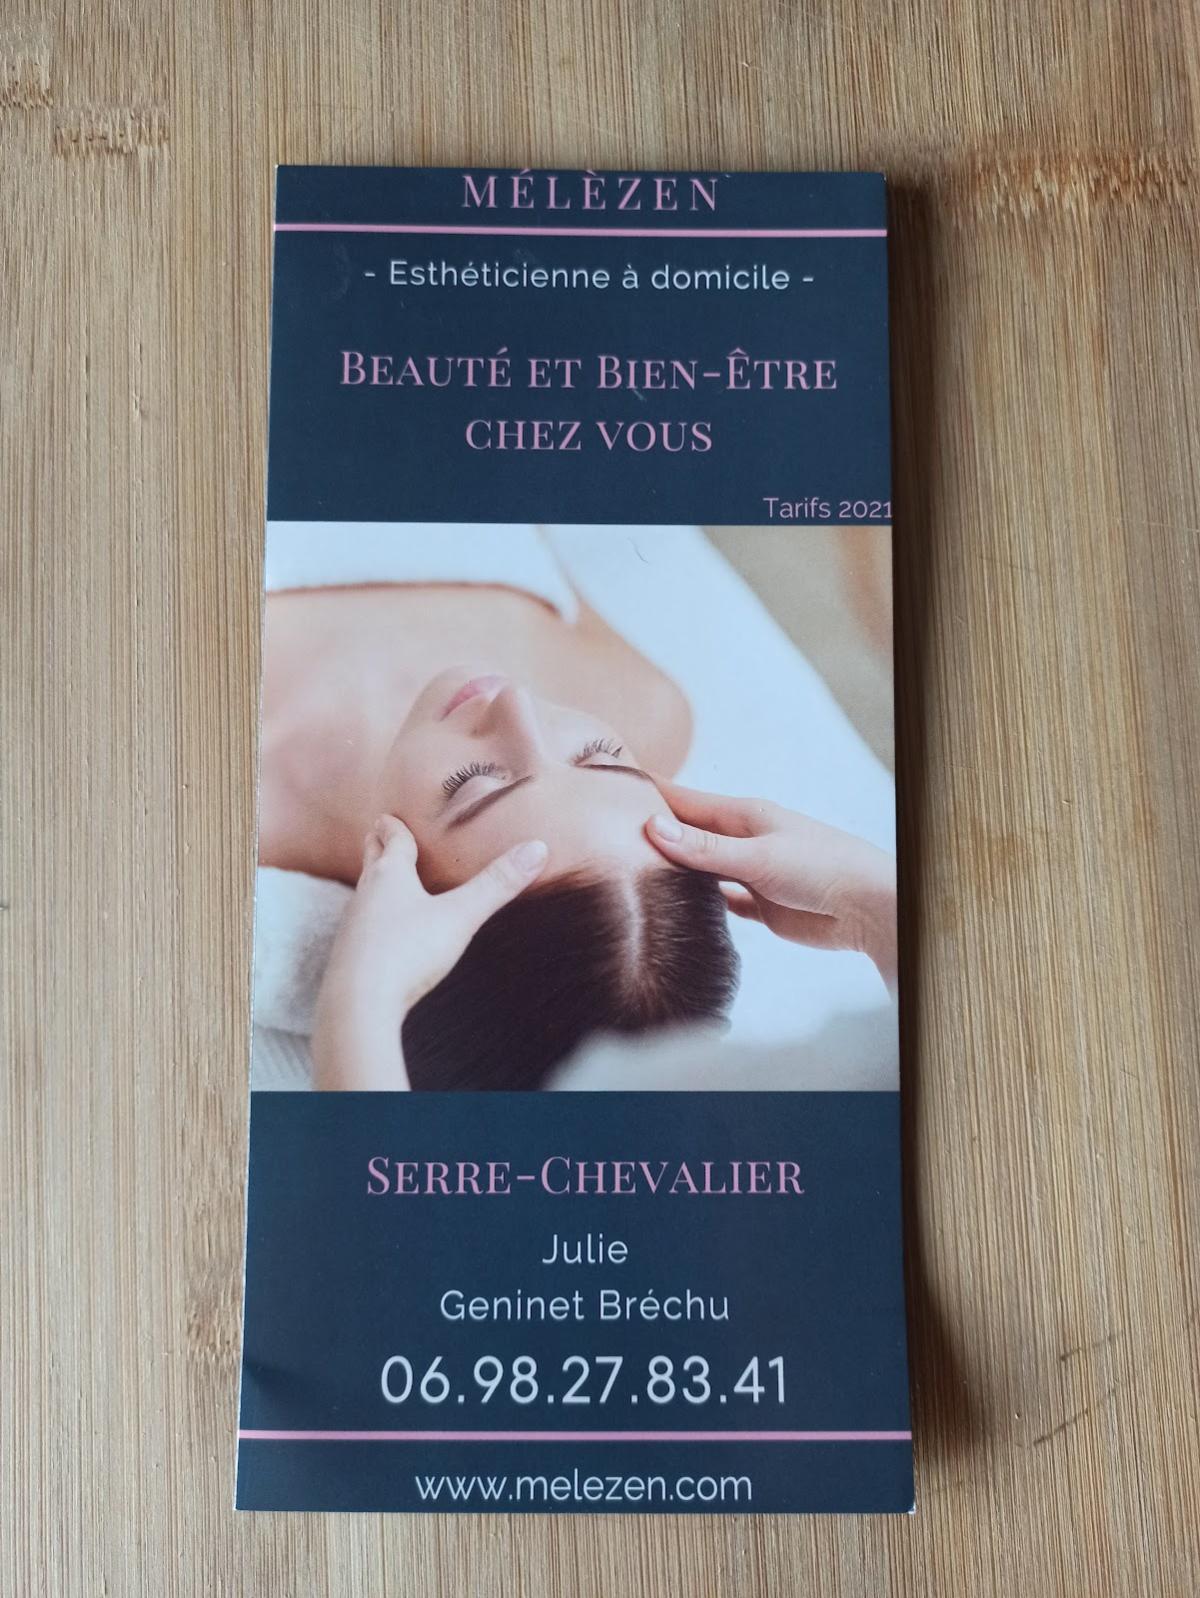 MÉLÈZEN
- Esthéticienne à domicile -
Beauté et Bien-Être
chez vous
Tarifs 2021
Serre-Chevalier
Julie
Geninet Bréchu
06.98.27.83.41
www.melezen.com